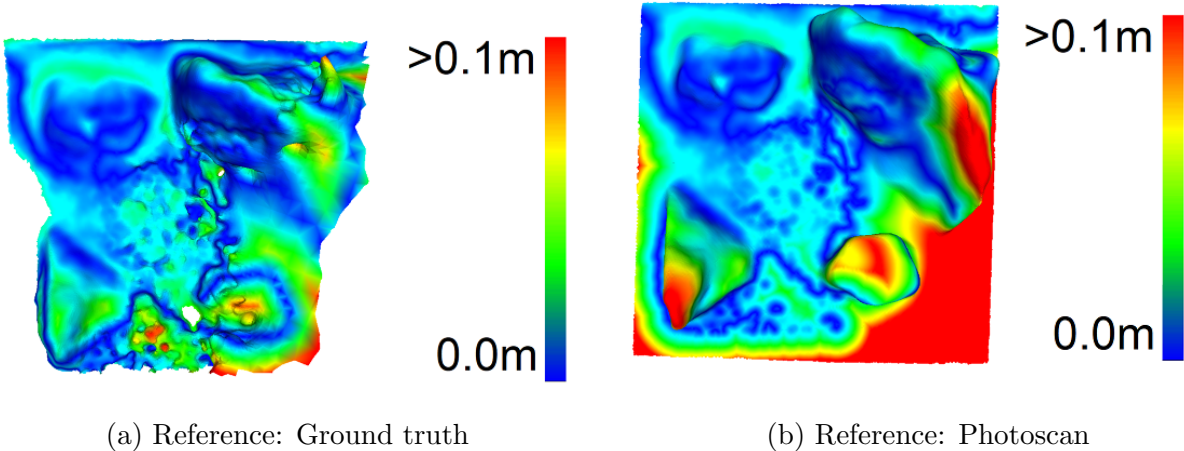 >0.1m
0.0m
>0.1m
0.0m
(a) Reference: Ground truth
(b) Reference: Photoscan